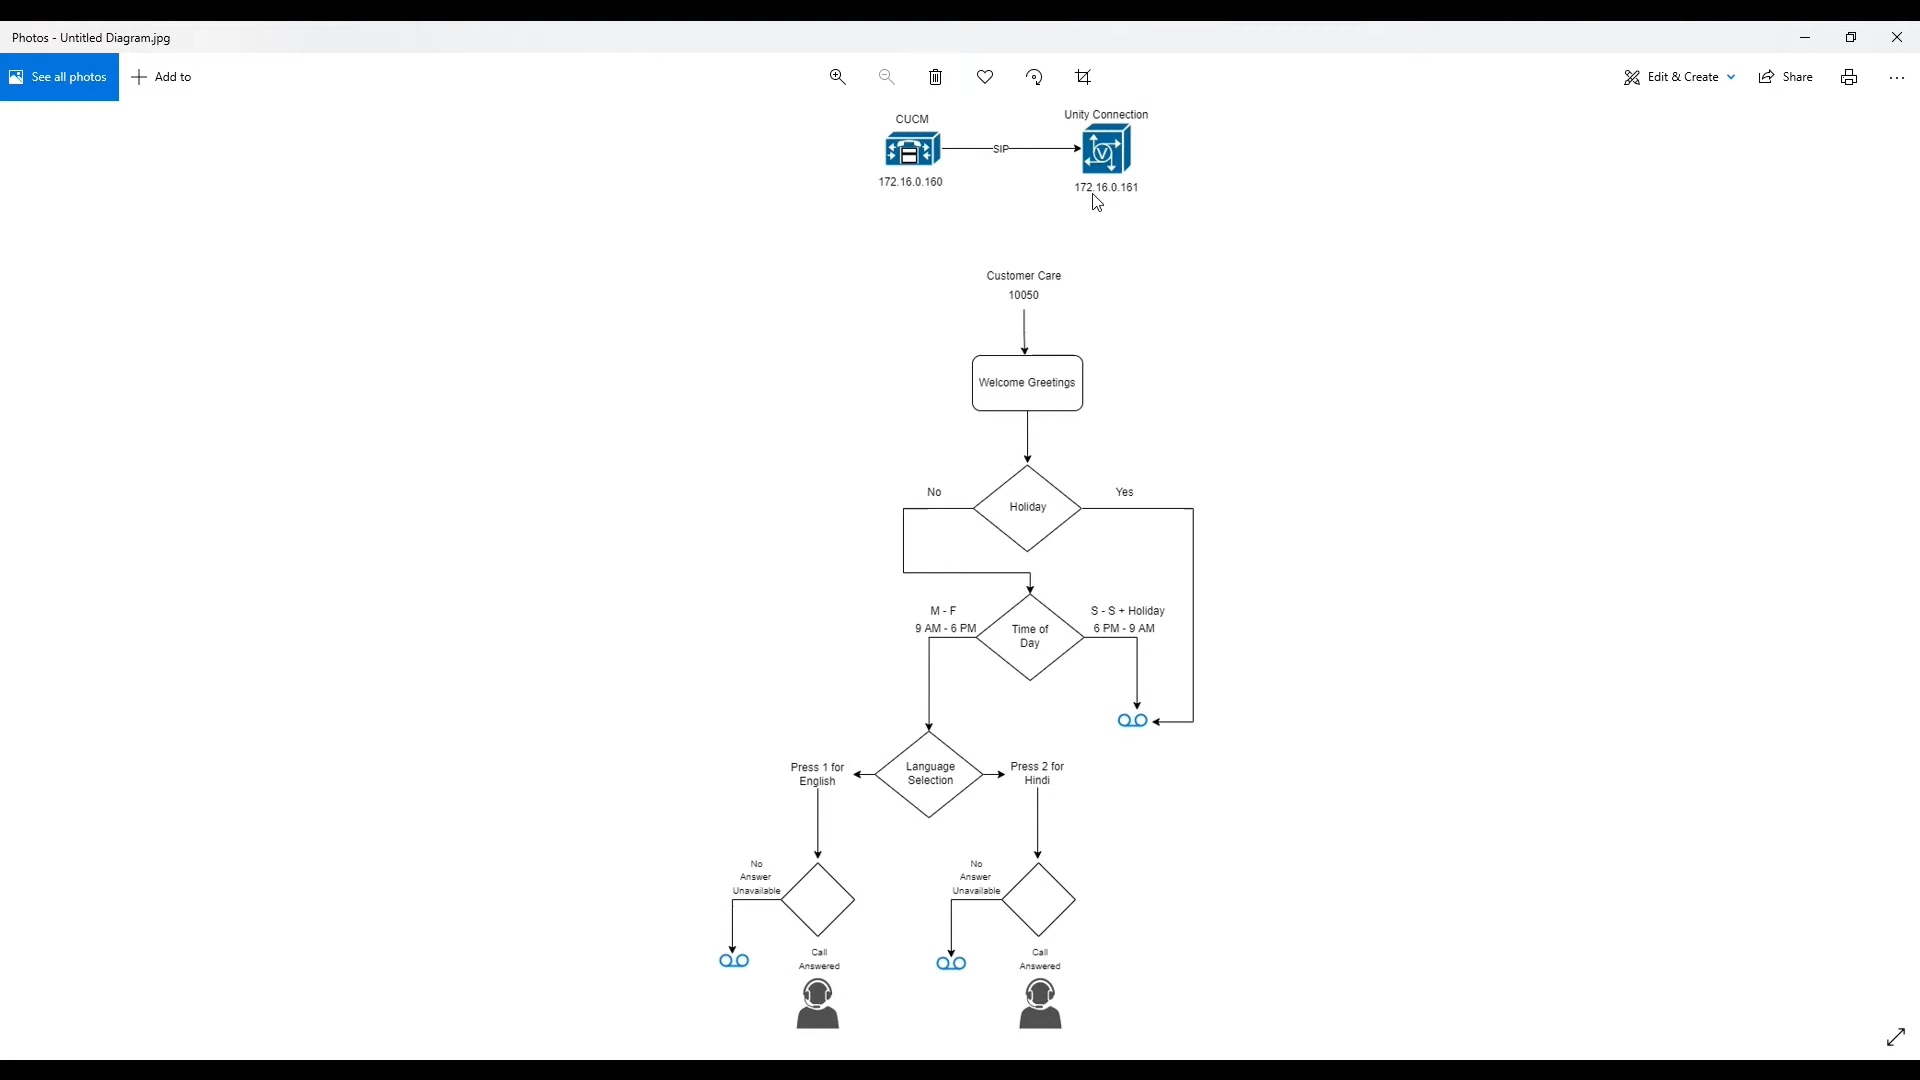 Photos - Untitled Diagram.jpg
See all photos
Add to
Edit & Create
Share
CUCM
Unity Connection
SIP
V
172.16.0.160
172.16.0.161
Customer Care
10050
Welcome Greetings
No
Yes
Holiday
M - F
S - S + Holiday
9 AM - 6 PM
6 PM - 9 AM
Time of
Day
Press 1 for
English
Language
Selection
Press 2 for
Hindi
No
Answer
Unavailable
No
Answer
Unavailable
Call
Answered
Call
Answered